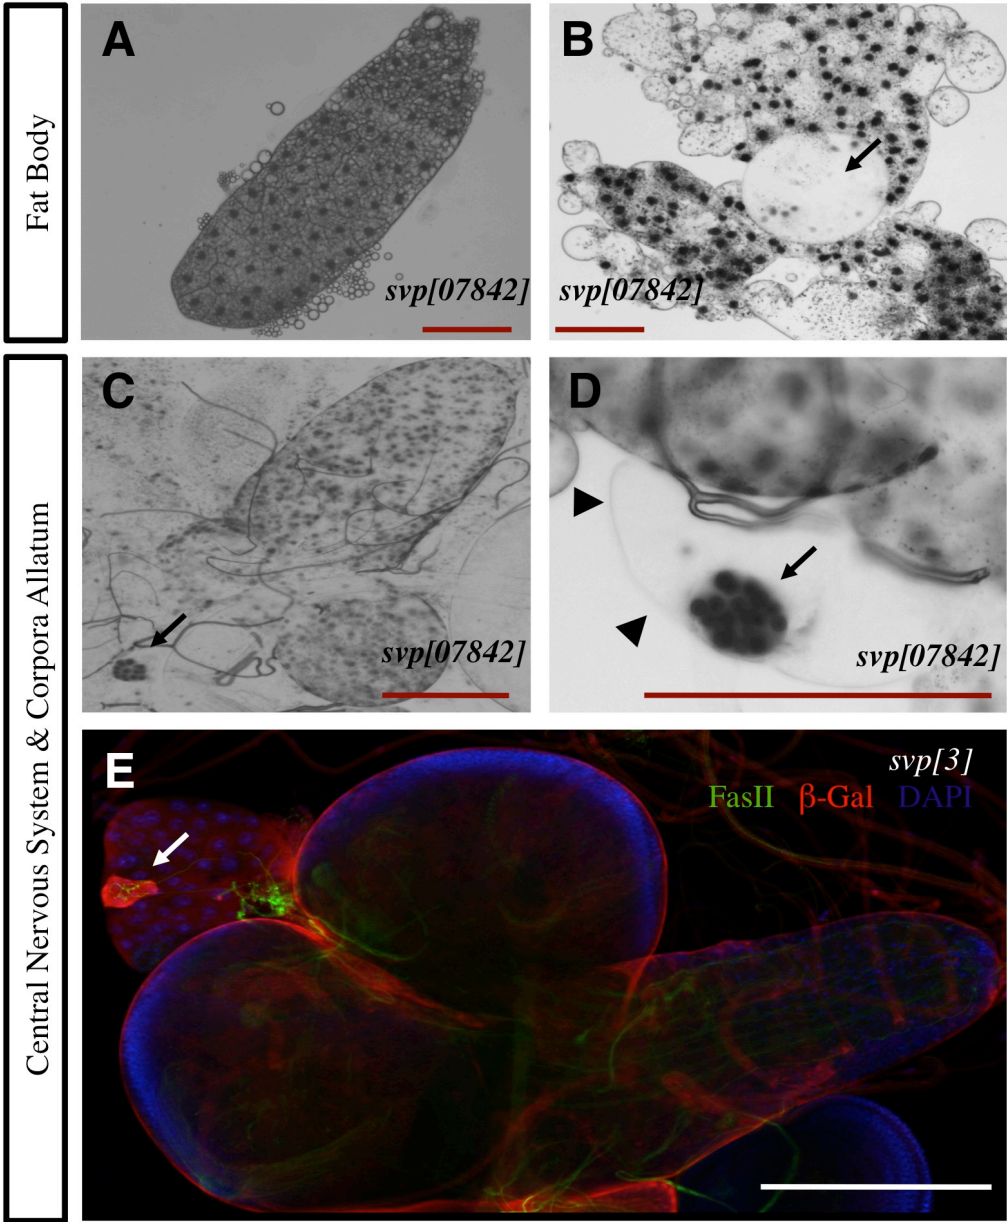 Fat Body
A
svp[07842]
B
svp[07842]
Central Nervous System & Corpora Allatum
C
svp[07842]
D
svp[07842]
E
svp[3]
FasII β-Gal DAPI